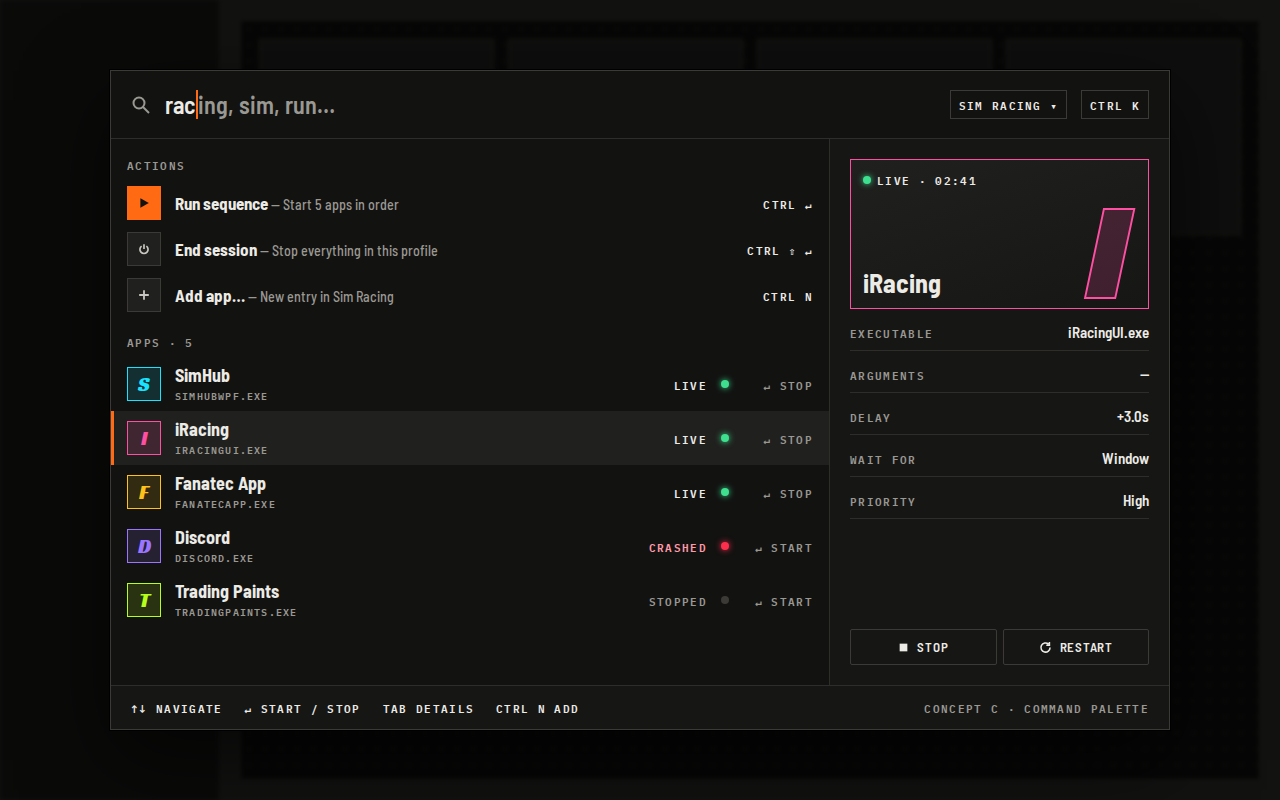 racing, sim, run...
SIM RACING ▾
CTRL K
ACTIONS
Run sequence – Start 5 apps in order
CTRL ↵
End session – Stop everything in this profile
CTRL ⇧ ↵
Add app... – New entry in Sim Racing
CTRL N
APPS · 5
S
SimHub
SIMHUBWPF.EXE
LIVE
↵ STOP
I
iRacing
IRACINGUI.EXE
LIVE
↵ STOP
F
Fanatec App
FANATECAPP.EXE
LIVE
↵ STOP
D
Discord
DISCORD.EXE
CRASHED
↵ START
T
Trading Paints
TRADINGPAINTS.EXE
STOPPED
↵ START
LIVE · 02:41
I
iRacing
EXECUTABLE iRacingUI.exe
ARGUMENTS –
DELAY +3.0s
WAIT FOR Window
PRIORITY High
STOP
RESTART
↑↓ NAVIGATE ↵ START / STOP TAB DETAILS CTRL N ADD
CONCEPT C · COMMAND PALETTE